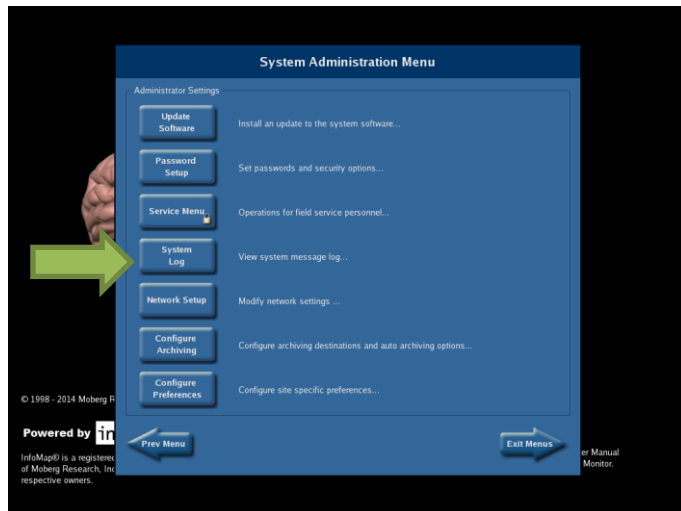 System Administration Menu
Administrator Settings
Update
Software
Install an update to the system software...
Password
Setup
Set passwords and security options...
Service Menu
Operations for field service personnel...
System
Log
View system message log...
Network Setup
Modify network settings ...
Configure
Archiving
Configure archiving destinations and auto archiving options...
Configure
Preferences
Configure site specific preferences...
© 1998 - 2014 Moberg R
Powered by in
Prev Menu
Exit Menus
InfoMap® is a registered
of Moberg Research, Inc
respective owners.
er Manual
Monitor.